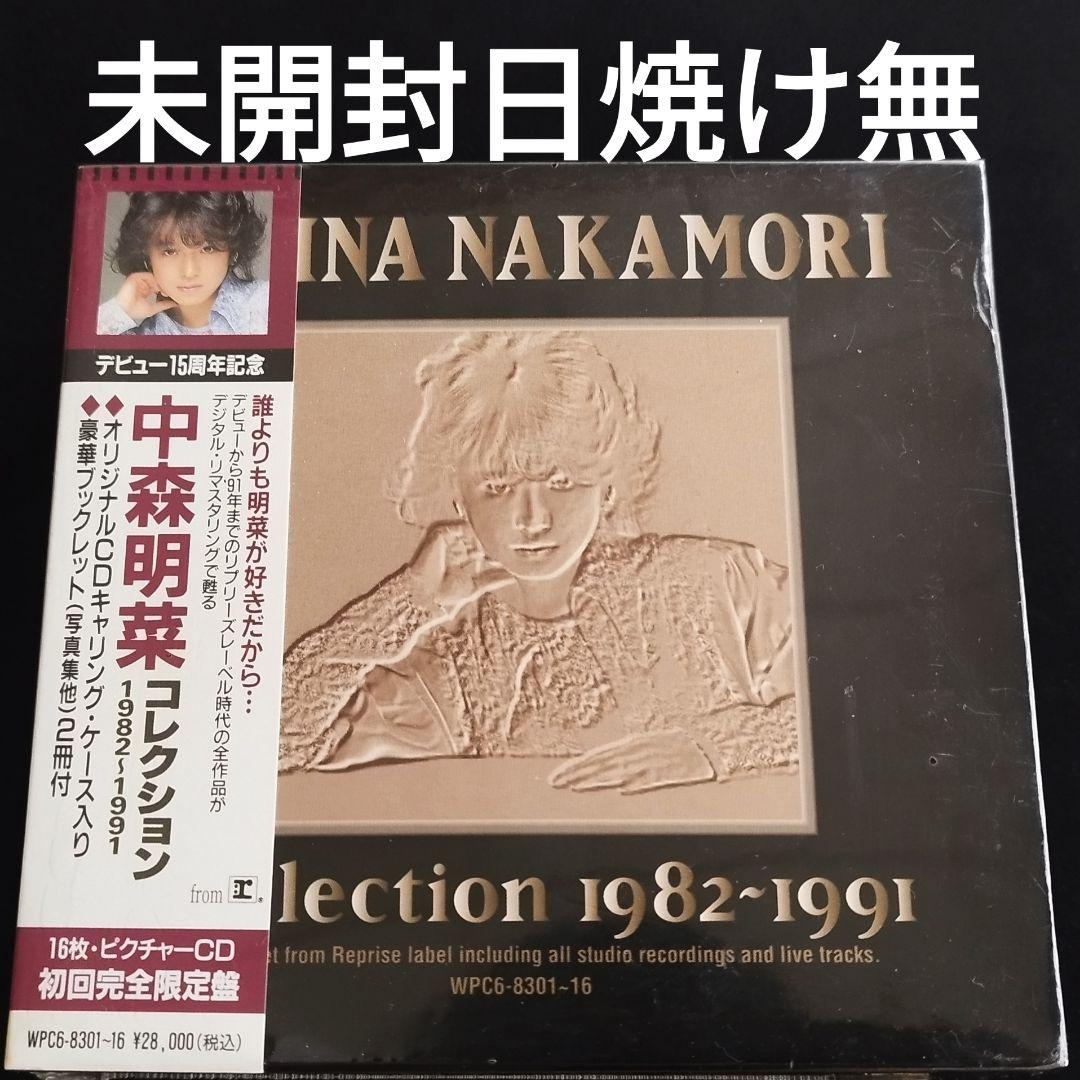 未開封日焼け無
INA NAKAMORI
デビュー15周年記念
誰よりも明菜が好きだから…
デビューから'91年までのリプリーズレーベル時代の全作品が
デジタル・リマスタリングで甦る
中森明菜
コレクション
1982~1991
◆オリジナルCDキャリング・ケース入り
◆豪華ブックレット(写真集他)2冊付
from r®
lection 1982~1991
et from Reprise label including all studio recordings and live tracks.
WPC6-8301~16
16枚・ピクチャーCD
初回完全限定盤
WPC6-8301~16 ¥28,000(税込)